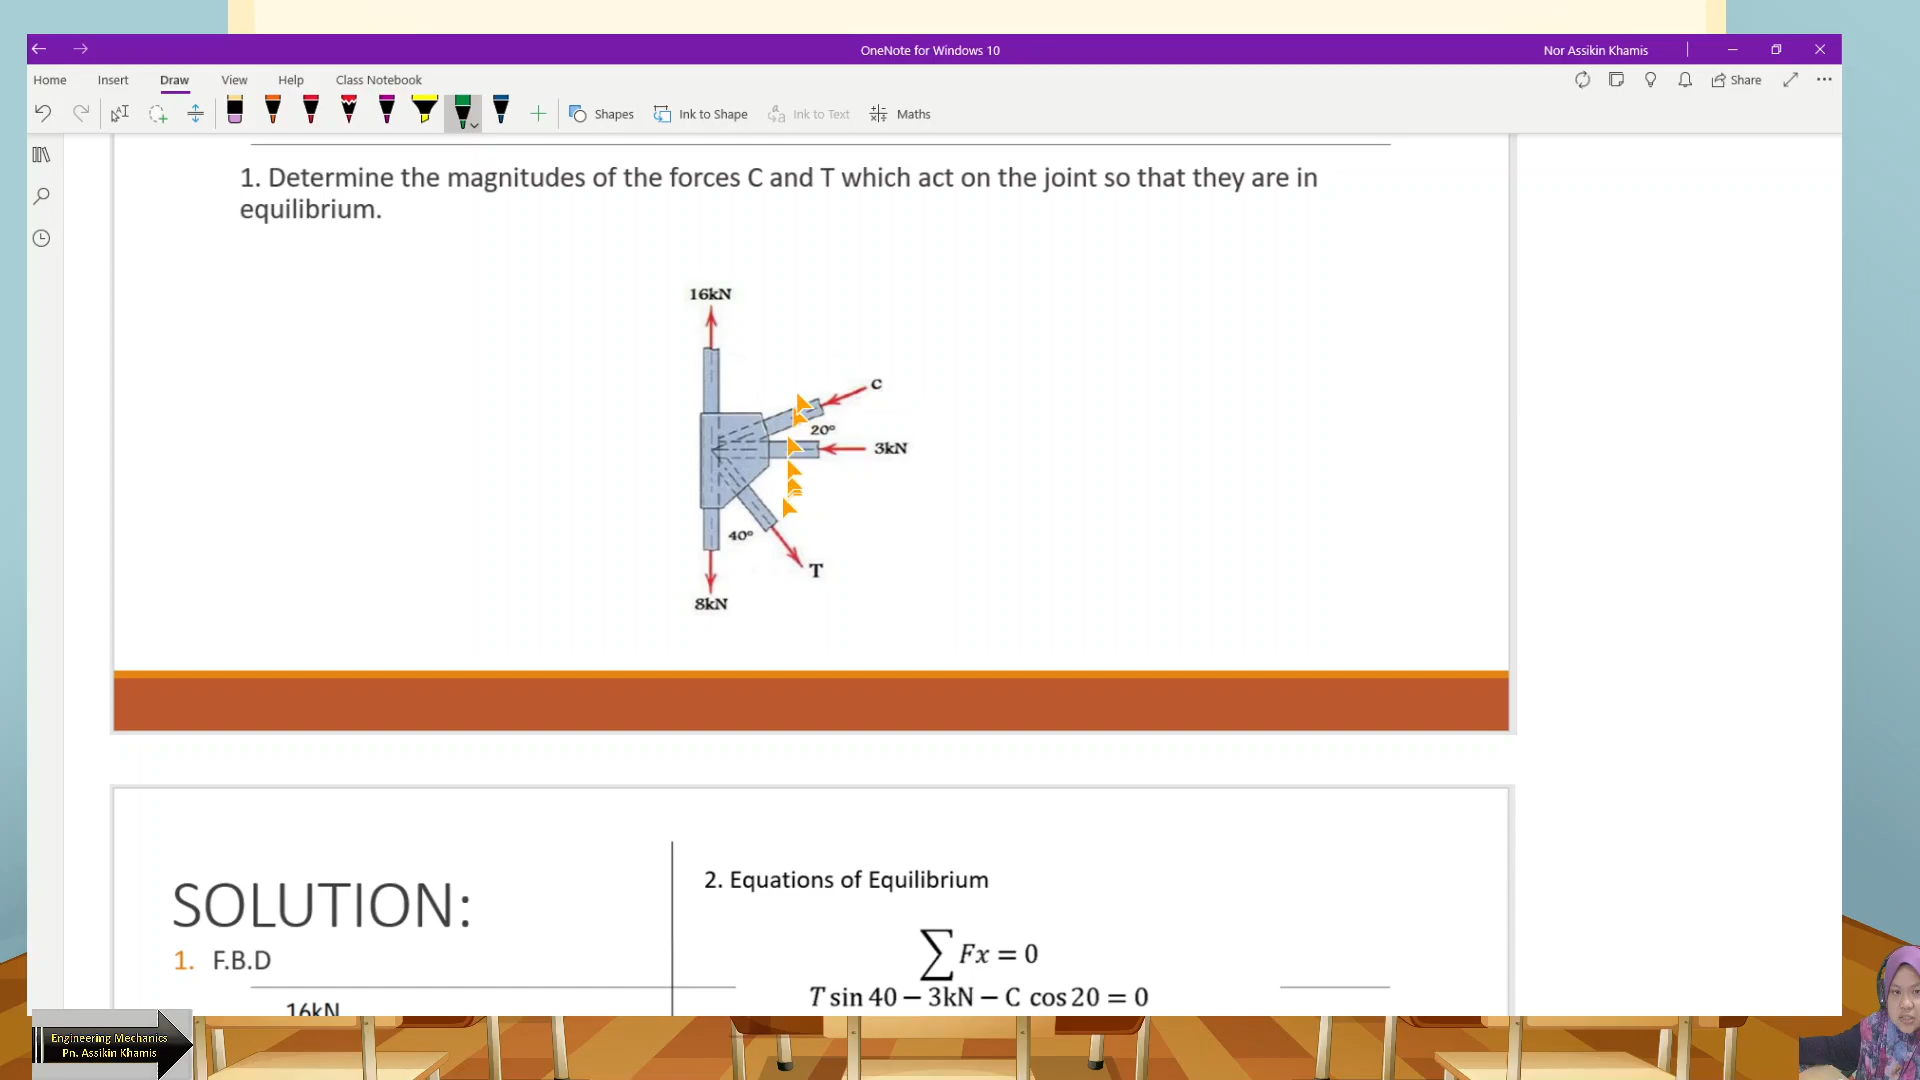 OneNote for Windows 10
Nor Assikin Khamis
Home Insert Draw View Help Class Notebook
Share
Shapes Ink to Shape Ink to Text Maths
1. Determine the magnitudes of the forces C and T which act on the joint so that they are in
equilibrium.
16kN
C
20°
3kN
40°
T
8kN
SOLUTION:
1. F.B.D
16kN
2. Equations of Equilibrium
∑ Fx = 0
T sin 40 – 3kN – C cos 20 = 0
Engineering Mechanics
Pn. Assikin Khamis